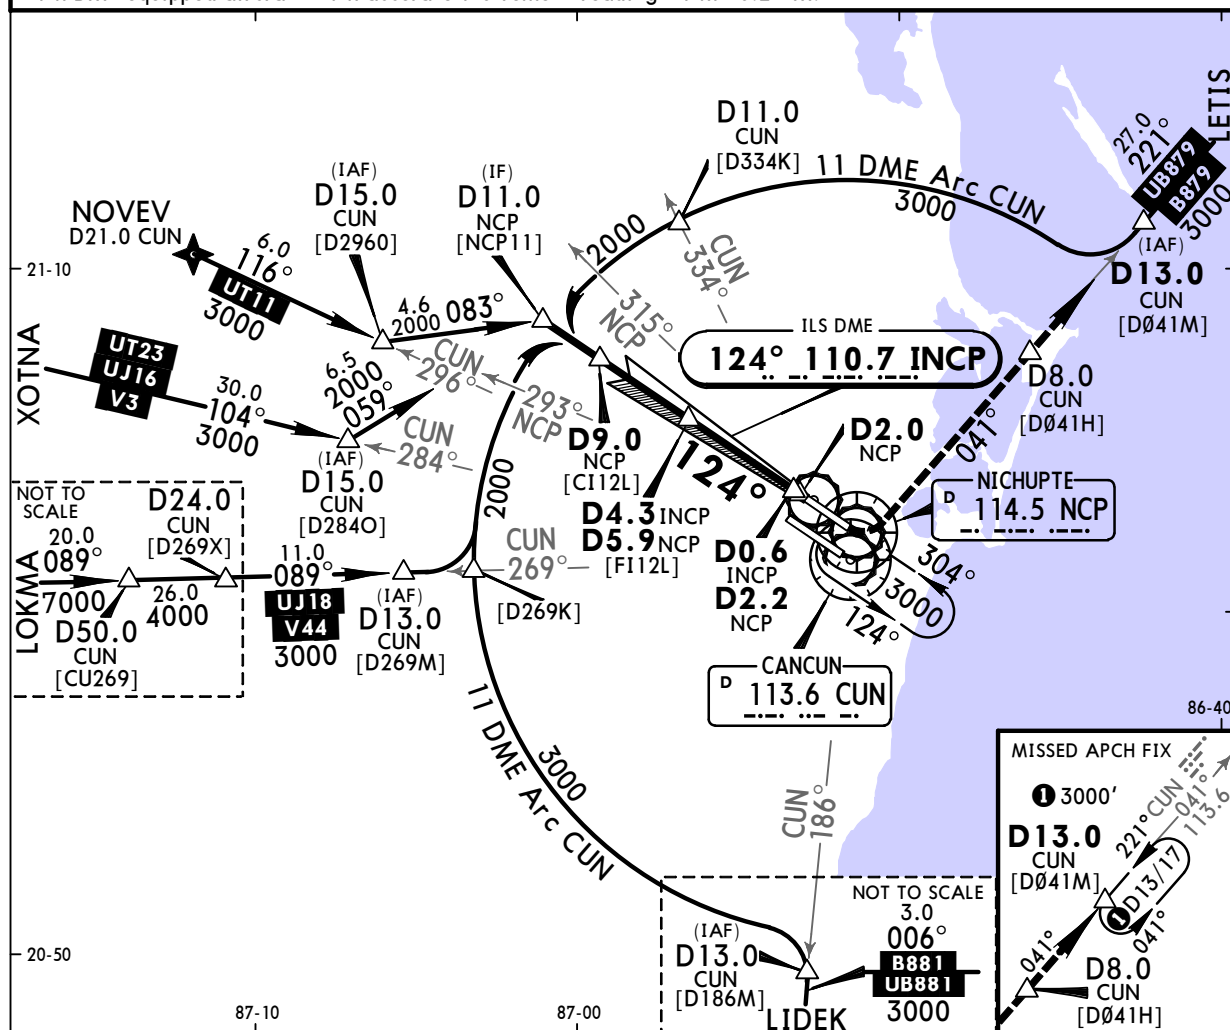 NOVEV
D21.0 CUN
6.0
116°
UT11
3000
(IAF)
D15.0
CUN
[D2960]
(IF)
D11.0
NCP
[NCP11]
D11.0
CUN
[D334K]
11 DME Arc CUN
3000
27.0
221°
UB879
B879
3000
LETIS
(IAF)
D13.0
CUN
[DØ41M]
21-10
4.6
2000
083°
2000
CUN
334°
315°
NCP
ILS DME
124° 110.7 INCP
XOTNA
UT23
UJ16
V3
30.0
104°
3000
6.5
2000
059°
CUN
296°
293°
NCP
CUN
284°
(IAF)
D15.0
CUN
[D284O]
D9.0
NCP
[CI12L]
124°
D2.0
NCP
D8.0
CUN
[DØ41H]
041°
D4.3 INCP
D5.9 NCP
[FI12L]
D0.6
INCP
D2.2
NCP
NICHUPTE
D 114.5 NCP
304°
3000
124°
NOT TO
SCALE
20.0
089°
7000
LOKMA
D50.0
CUN
[CU269]
D24.0
CUN
[D269X]
26.0
4000
11.0
089°
UJ18
V44
3000
(IAF)
D13.0
CUN
[D269M]
2000
CUN
269°
[D269K]
CANCUN
D 113.6 CUN
11 DME Arc CUN
3000
CUN
186°
86-40
MISSED APCH FIX
1 3000'
D13.0
CUN
[DØ41M]
221°
CUN
041°
113.6
D13/17
1
041°
041°
D8.0
CUN
[DØ41H]
NOT TO SCALE
3.0
006°
B881
UB881
3000
(IAF)
D13.0
CUN
[D186M]
LIDEK
20-50
87-10
87-00